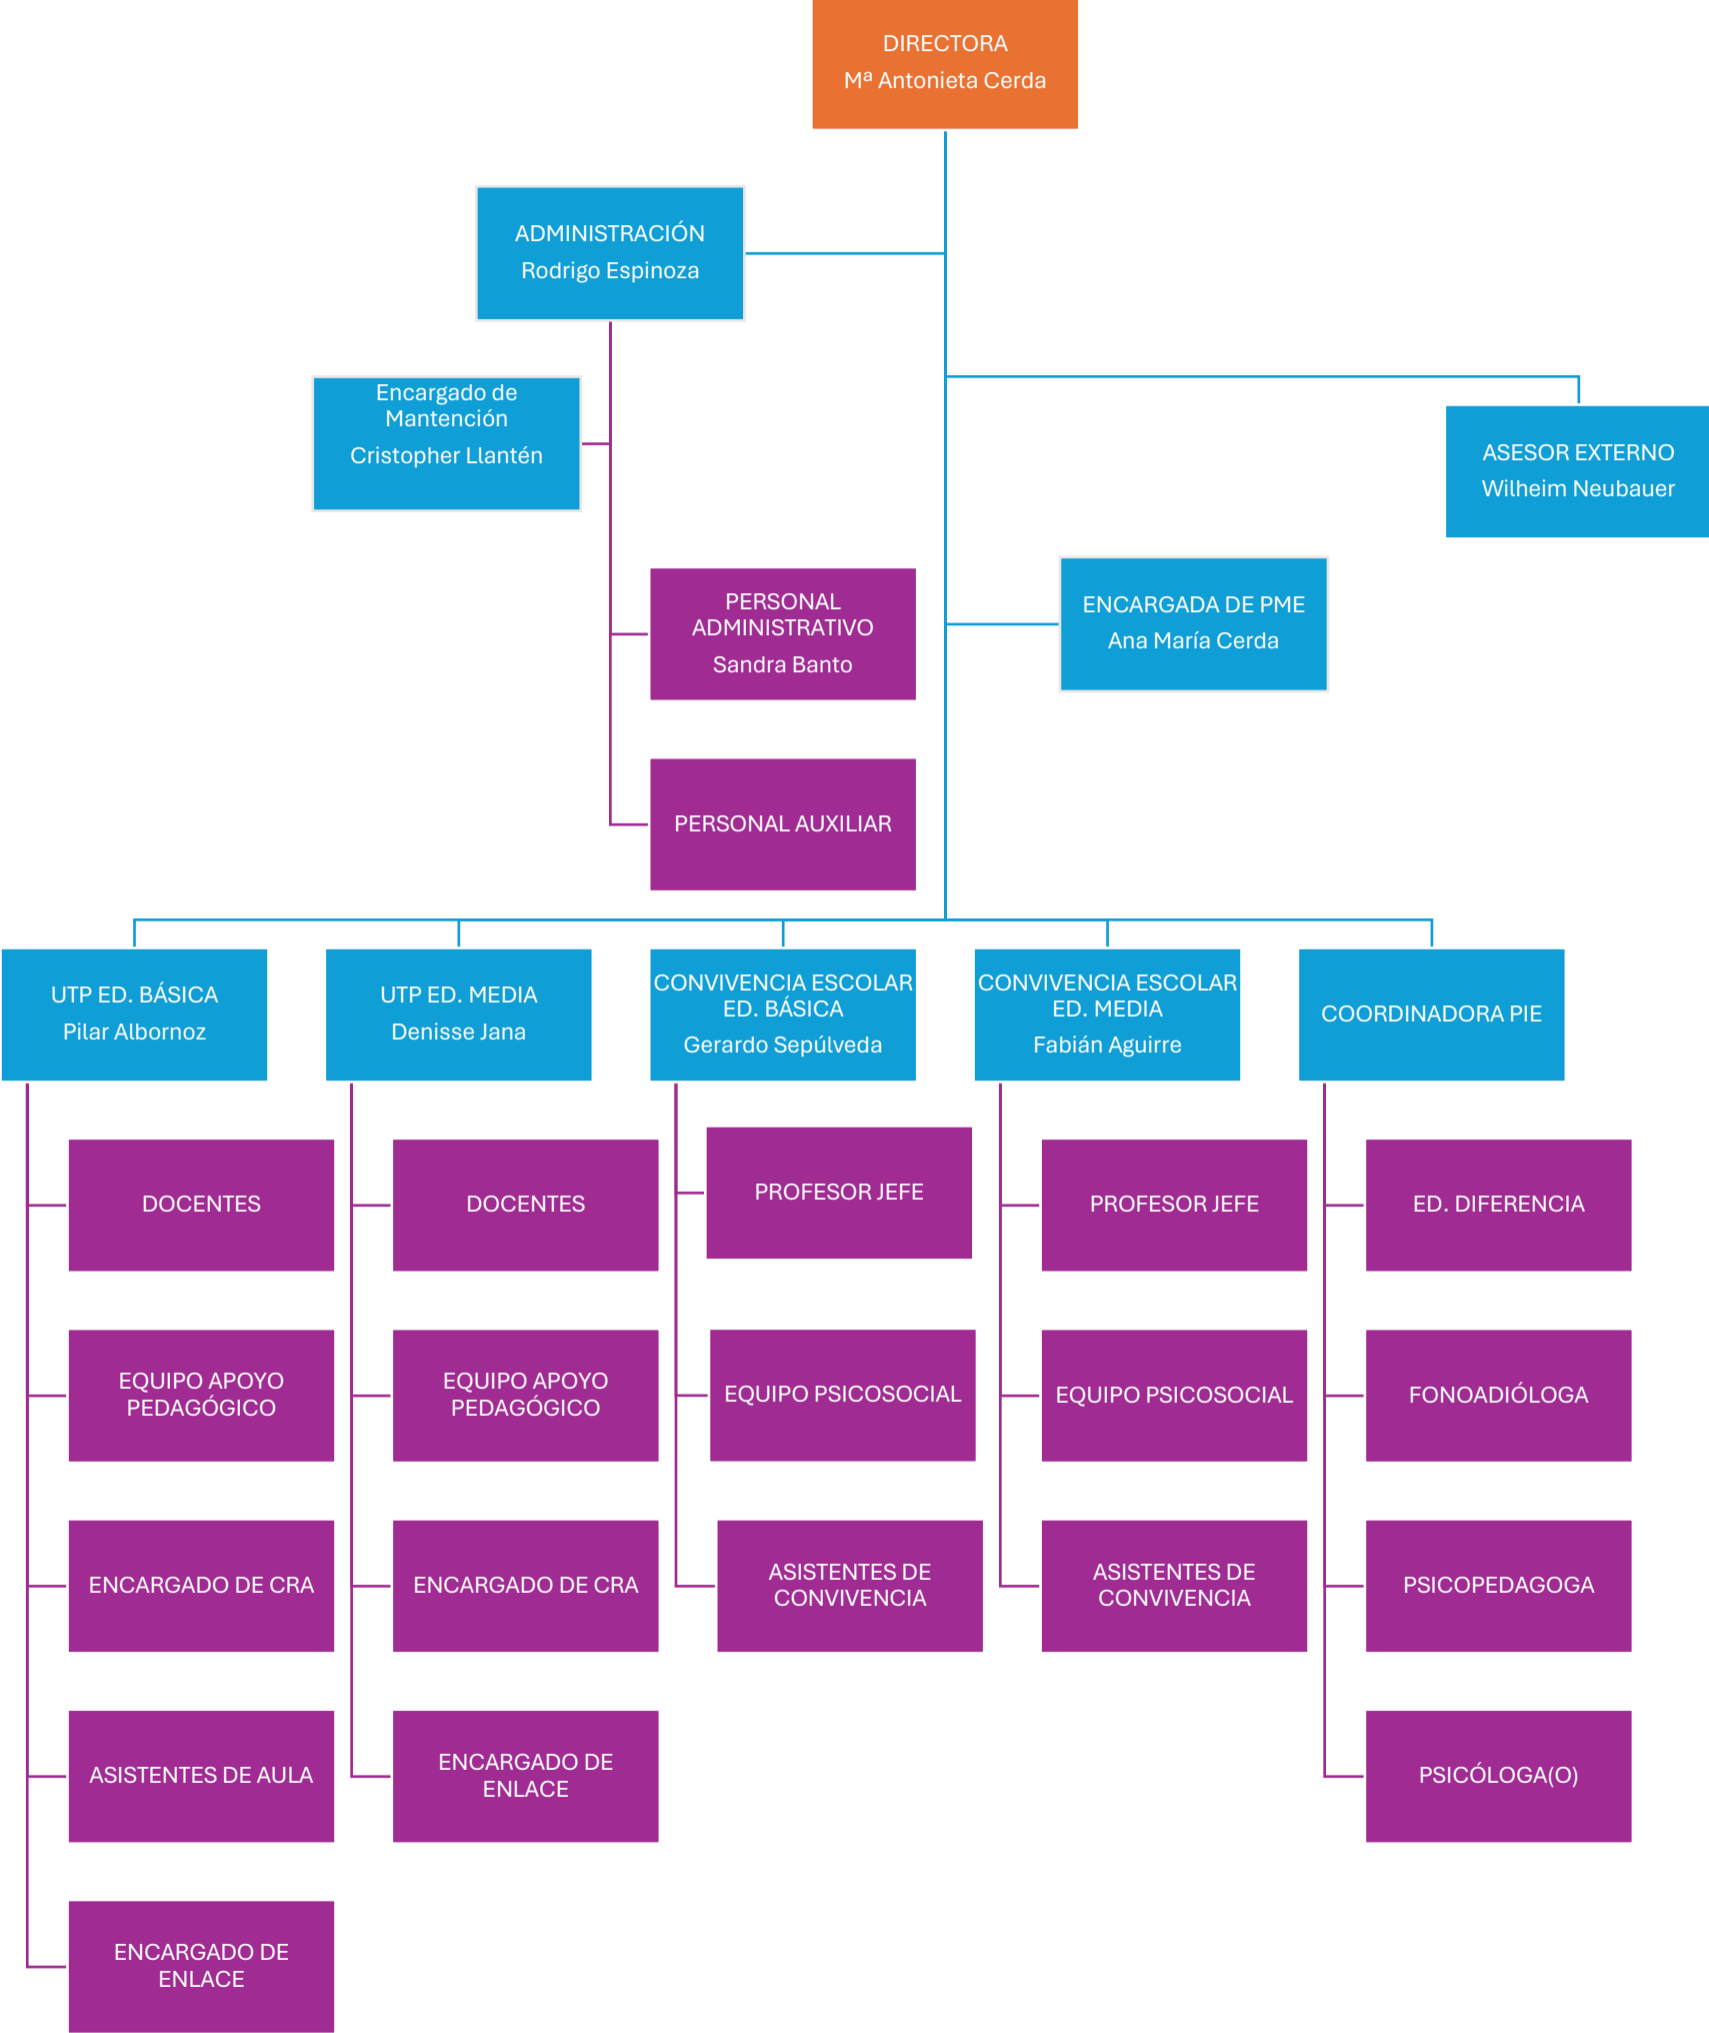 DIRECTORA
Mª Antonieta Cerda
ADMINISTRACIÓN
Rodrigo Espinoza
Encargado de
Mantención
Cristopher Llantén
ASESOR EXTERNO
Wilheim Neubauer
PERSONAL
ADMINISTRATIVO
Sandra Banto
ENCARGADA DE PME
Ana María Cerda
PERSONAL AUXILIAR
UTP ED. BÁSICA
Pilar Albornoz
UTP ED. MEDIA
Denisse Jana
CONVIVENCIA ESCOLAR
ED. BÁSICA
Gerardo Sepúlveda
CONVIVENCIA ESCOLAR
ED. MEDIA
Fabián Aguirre
COORDINADORA PIE
DOCENTES
DOCENTES
PROFESOR JEFE
PROFESOR JEFE
ED. DIFERENCIA
EQUIPO APOYO
PEDAGÓGICO
EQUIPO APOYO
PEDAGÓGICO
EQUIPO PSICOSOCIAL
EQUIPO PSICOSOCIAL
FONOADIÓLOGA
ENCARGADO DE CRA
ENCARGADO DE CRA
ASISTENTES DE
CONVIVENCIA
ASISTENTES DE
CONVIVENCIA
PSICOPEDAGOGA
ASISTENTES DE AULA
ENCARGADO DE
ENLACE
PSICÓLOGA(O)
ENCARGADO DE
ENLACE